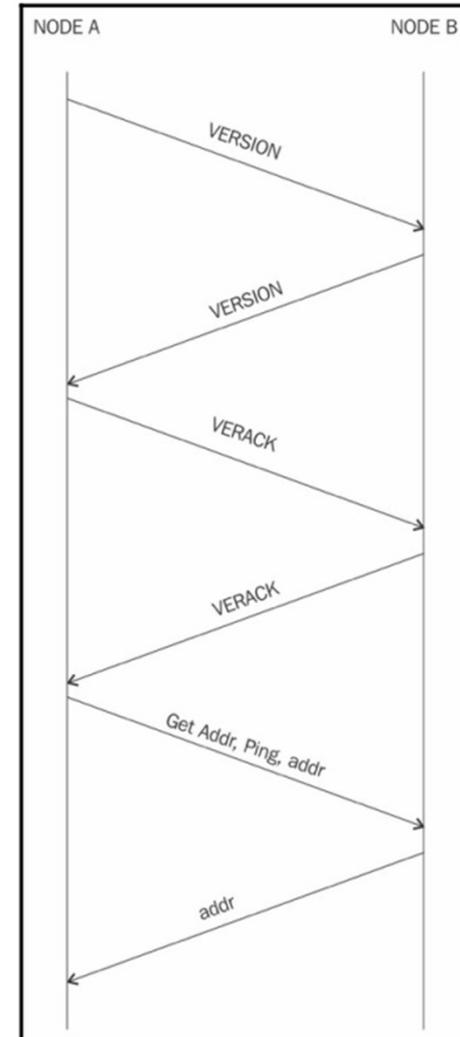 NODE A
NODE B
VERSION
VERSION
VERACK
VERACK
Get Addr, Ping, addr
addr